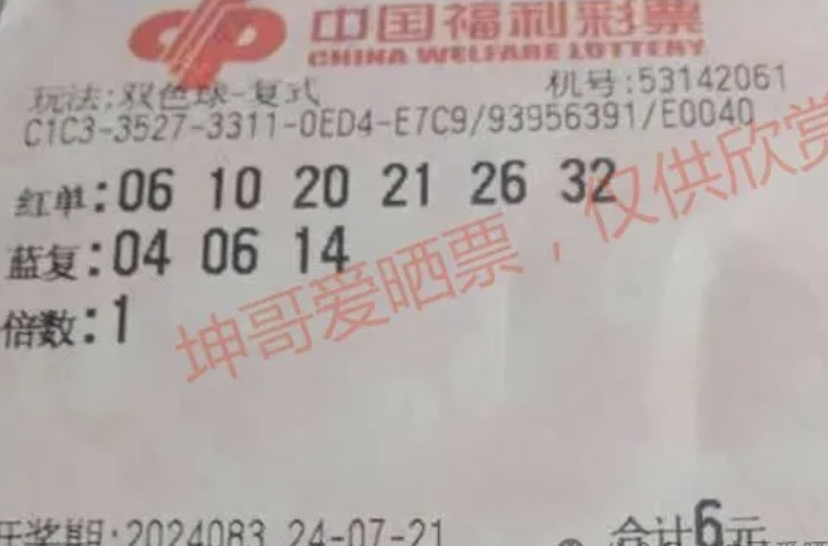 中国福利彩票
CHINA WELFARE LOTTERY
玩法:双色球-复式 机号:53142061
C1C3-3527-3311-0ED4-E7C9/93956391/E0040
红单:06 10 20 21 26 32
蓝复:04 06 14
倍数:1
坤哥爱晒票，仅供欣赏
开奖期:2024083 24-07-21 合计6元